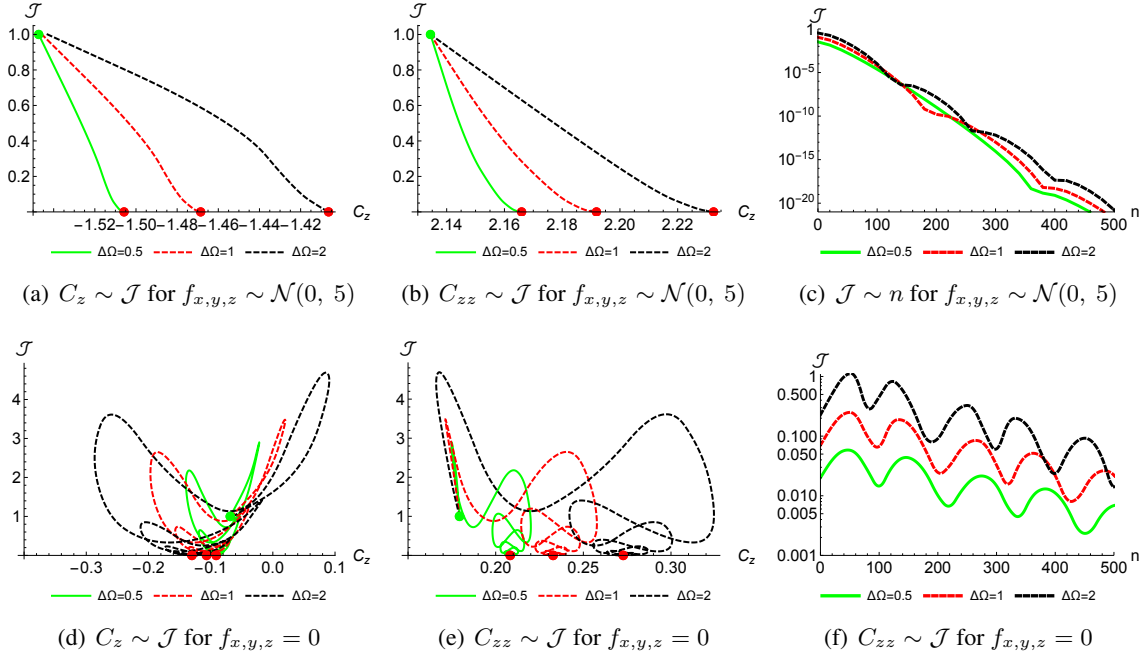 𝒥
1.0
0.8
0.6
0.4
0.2
−1.52−1.50−1.48−1.46−1.44−1.42
C_z
ΔΩ=0.5 ΔΩ=1 ΔΩ=2
(a) C_z ∼ 𝒥 for f_{x,y,z} ∼ 𝒩(0, 5)
𝒥
1.0
0.8
0.6
0.4
0.2
2.14 2.16 2.18 2.20 2.22
C_z
ΔΩ=0.5 ΔΩ=1 ΔΩ=2
(b) C_{zz} ∼ 𝒥 for f_{x,y,z} ∼ 𝒩(0, 5)
𝒥
10^{−5}
10^{−10}
10^{−15}
10^{−20}
0 100 200 300 400 500
n
ΔΩ=0.5 ΔΩ=1 ΔΩ=2
(c) 𝒥 ∼ n for f_{x,y,z} ∼ 𝒩(0, 5)
𝒥
4
3
2
1
−0.3 −0.2 −0.1 0.0 0.1
C_z
ΔΩ=0.5 ΔΩ=1 ΔΩ=2
(d) C_z ∼ 𝒥 for f_{x,y,z} = 0
𝒥
4
3
2
1
0.20 0.25 0.30
C_z
ΔΩ=0.5 ΔΩ=1 ΔΩ=2
(e) C_{zz} ∼ 𝒥 for f_{x,y,z} = 0
𝒥
1
0.500
0.100
0.050
0.010
0.005
0.001
0 100 200 300 400 500
n
ΔΩ=0.5 ΔΩ=1 ΔΩ=2
(f) C_{zz} ∼ 𝒥 for f_{x,y,z} = 0